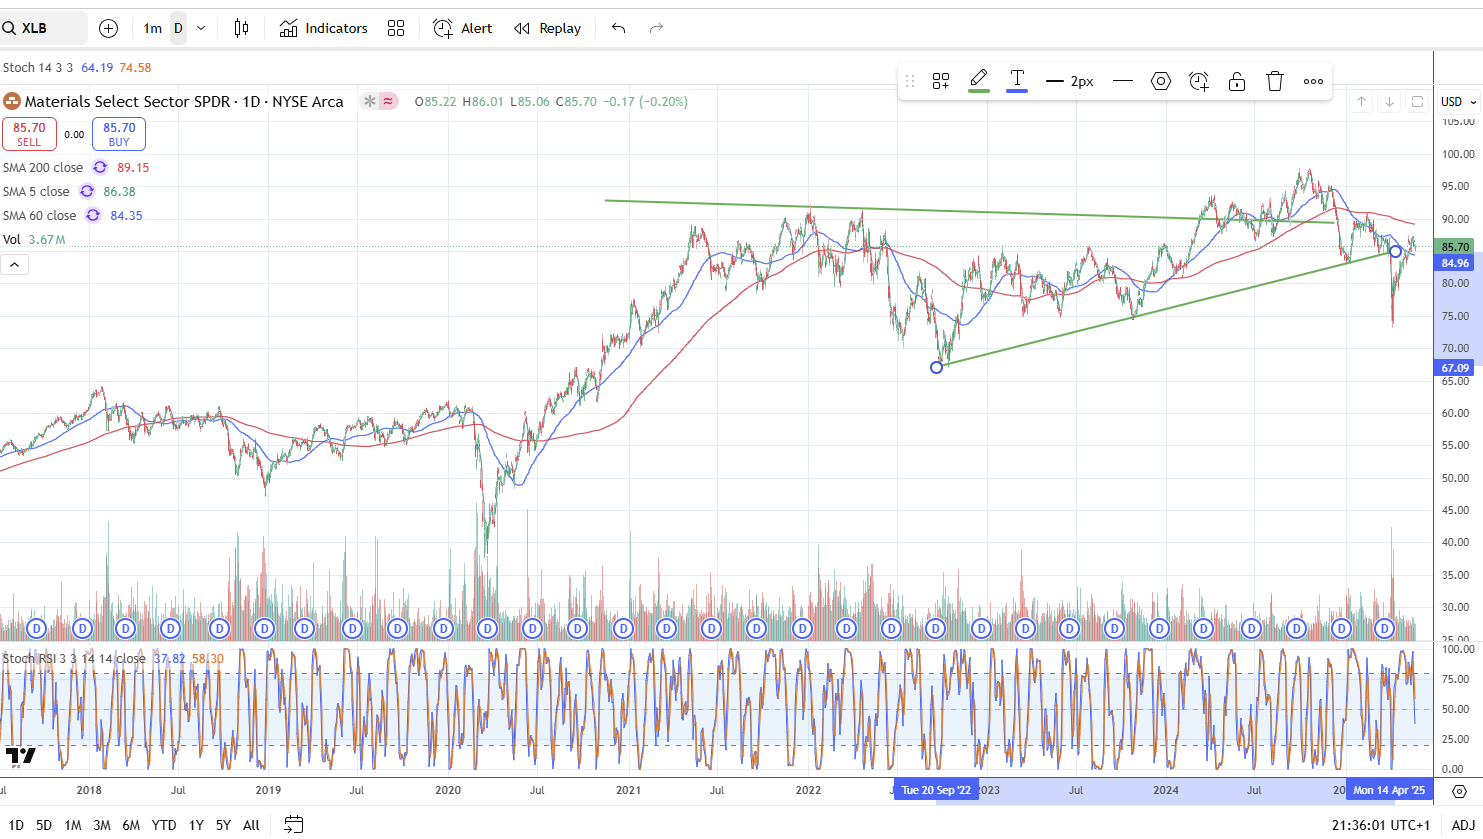 XLB
1m D Indicators Alert Replay
Stoch 14 3 3 64.19 74.58
T 2px
Materials Select Sector SPDR · 1D · NYSE Arca O85.22 H86.01 L85.06 C85.70 −0.17 (−0.20%)
USD
85.70 SELL 0.00 85.70 BUY
SMA 200 close 89.15
SMA 5 close 86.38
SMA 60 close 84.35
Vol 3.67M
105.00
100.00
95.00
90.00
85.70
84.96
80.00
75.00
70.00
67.09
65.00
60.00
55.00
50.00
45.00
40.00
35.00
30.00
25.00
D D D D D D D D D D D D D D D D D D D D D D D D D D D D D D D
Stoch RSI 3 3 14 14 close 37.82 58.30
100.00
75.00
50.00
25.00
0.00
2018 Jul 2019 Jul 2020 Jul 2021 Jul 2022 Tue 20 Sep '22 2023 Jul 2024 Jul Mon 14 Apr '25
1D 5D 1M 3M 6M YTD 1Y 5Y All 21:36:01 UTC+1 ADJ